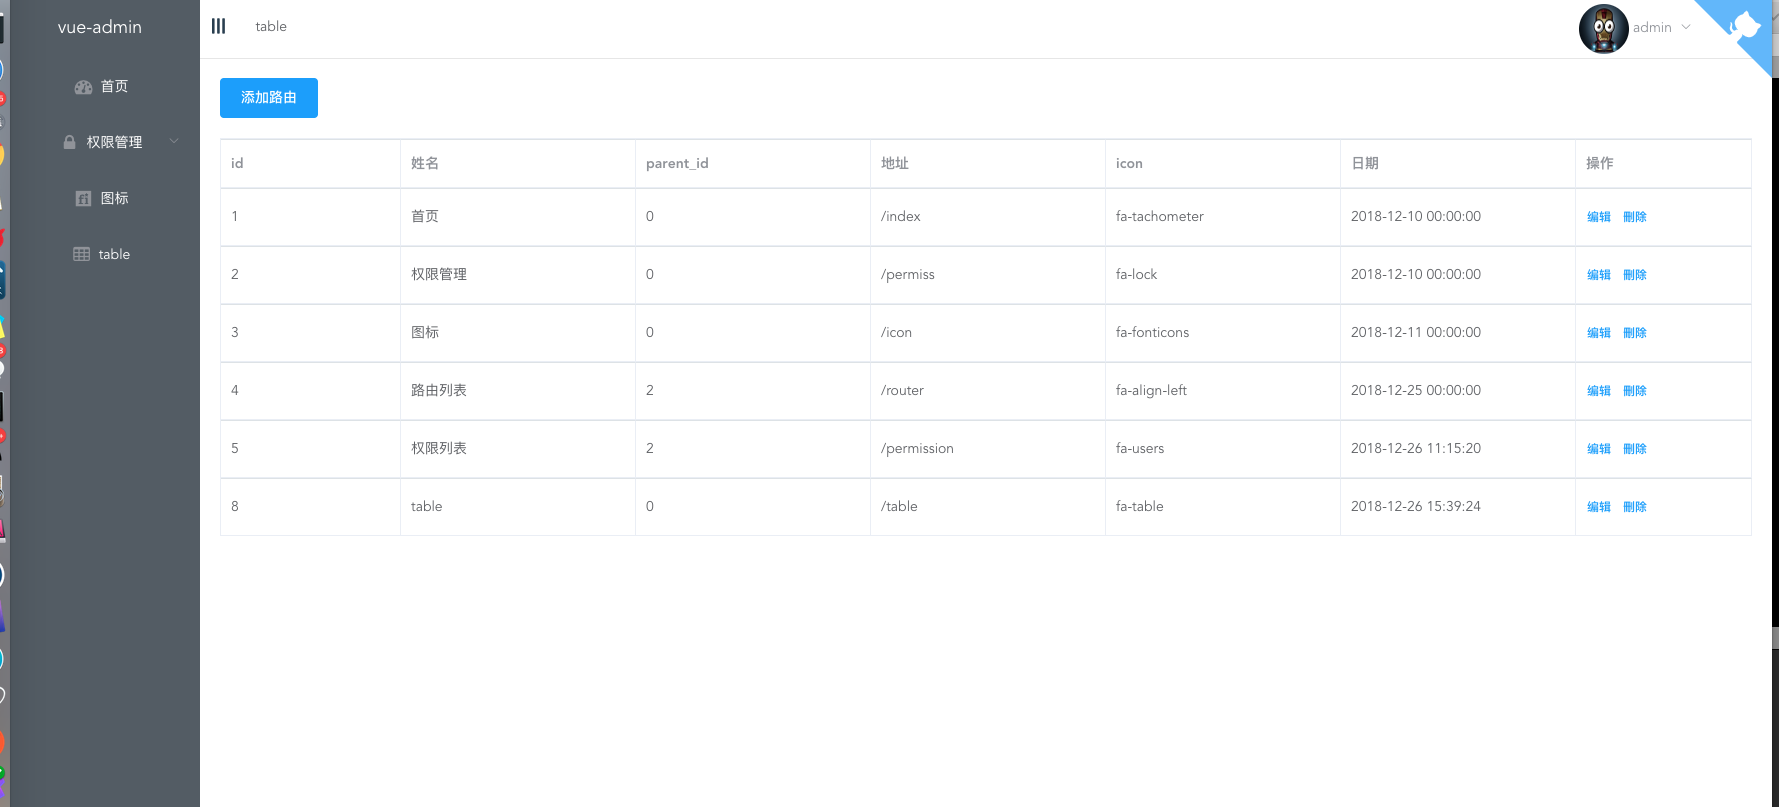 vue-admin
首页
权限管理
图标
table
table
admin
添加路由
id 姓名 parent_id 地址 icon 日期 操作
1 首页 0 /index fa-tachometer 2018-12-10 00:00:00 编辑 刪除
2 权限管理 0 /permiss fa-lock 2018-12-10 00:00:00 编辑 刪除
3 图标 0 /icon fa-fonticons 2018-12-11 00:00:00 编辑 刪除
4 路由列表 2 /router fa-align-left 2018-12-25 00:00:00 编辑 刪除
5 权限列表 2 /permission fa-users 2018-12-26 11:15:20 编辑 刪除
8 table 0 /table fa-table 2018-12-26 15:39:24 编辑 刪除